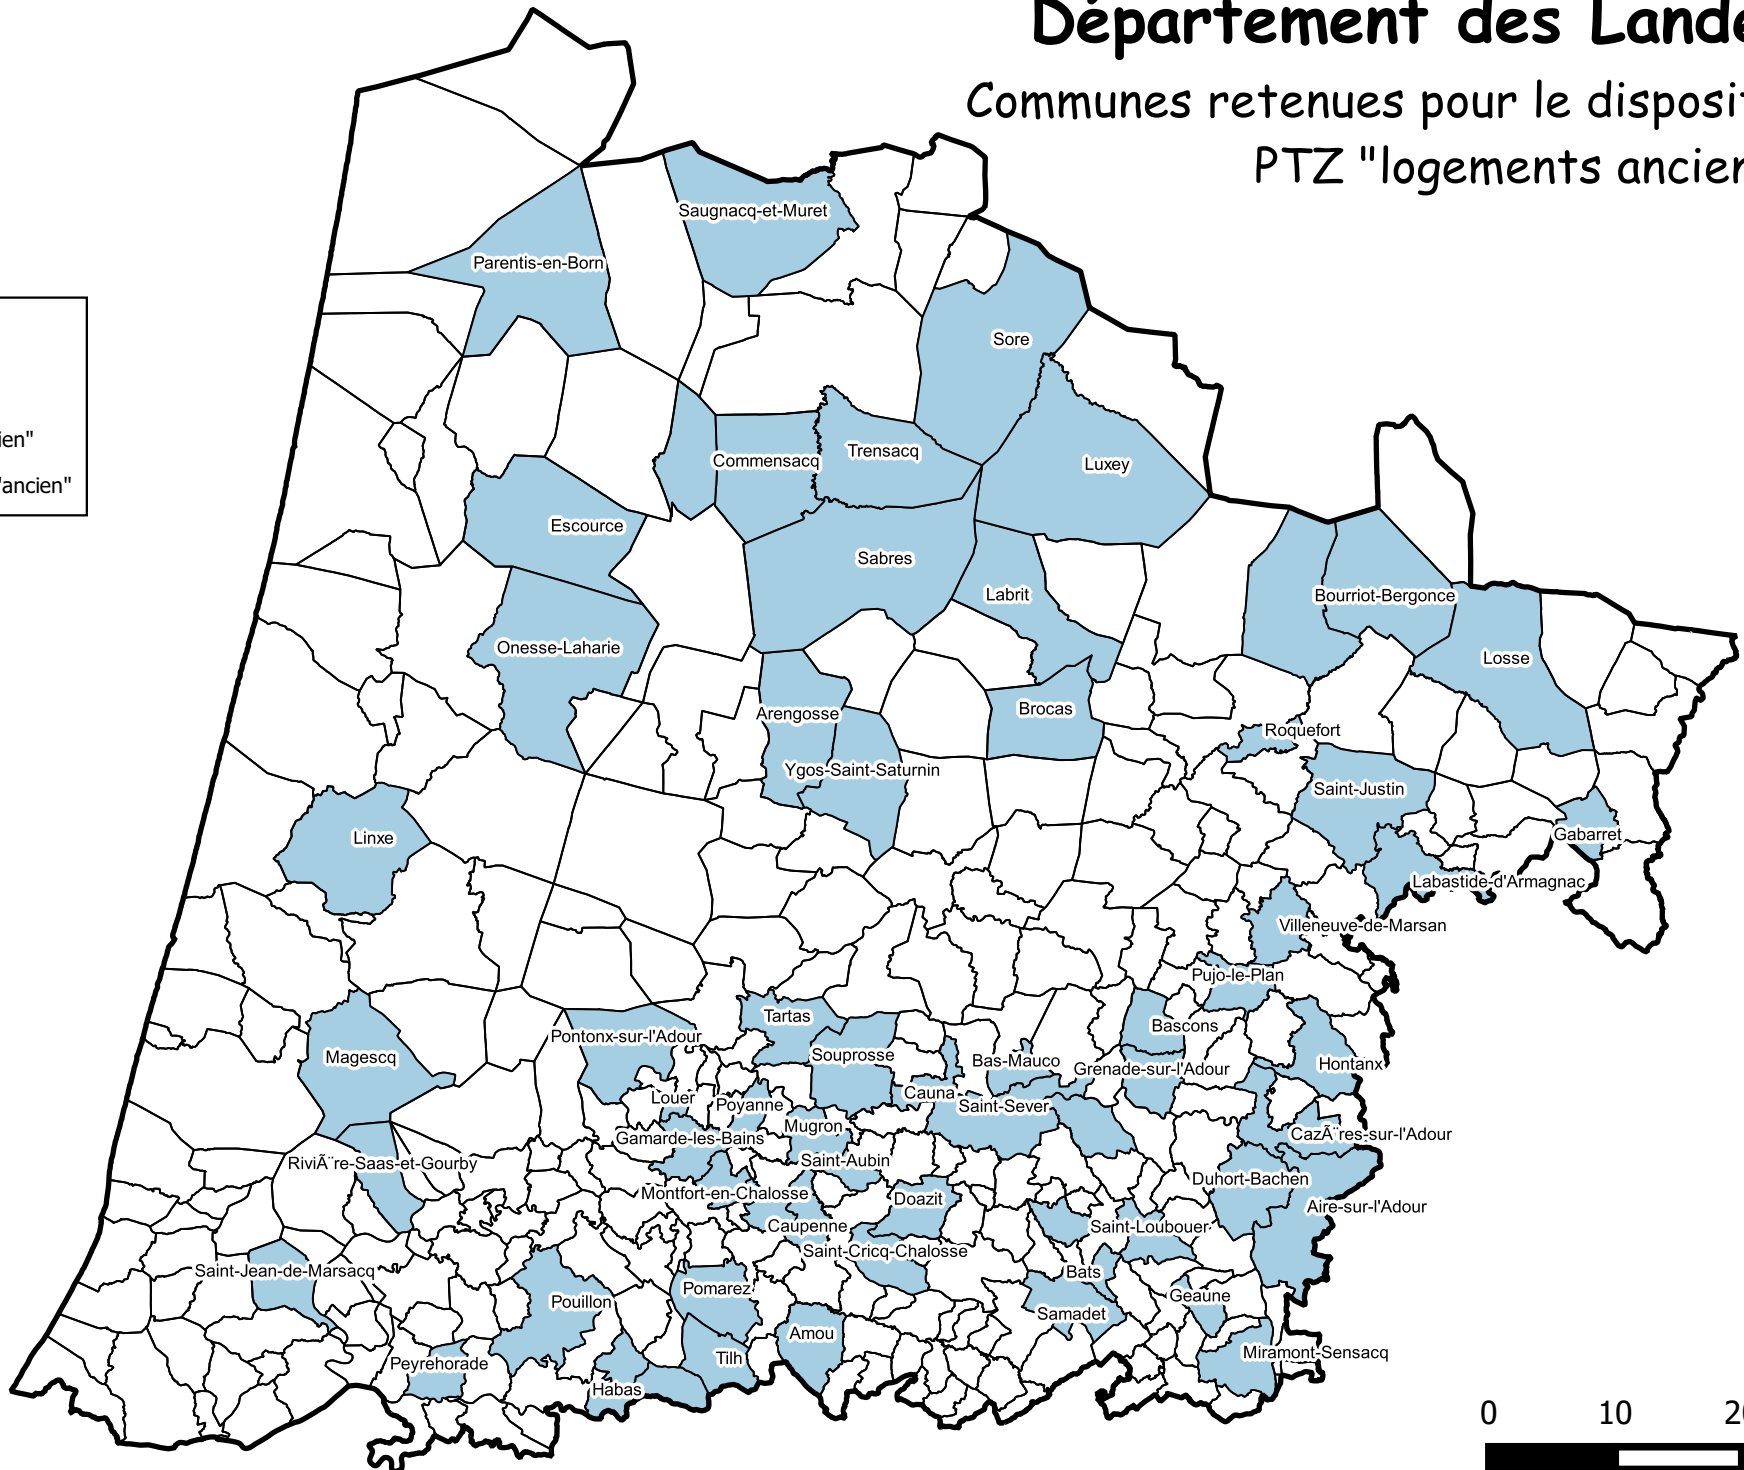 Département des Lande
Communes retenues pour le disposit
PTZ "logements ancien
ien"
'ancien"
Saugnacq-et-Muret
Parentis-en-Born
Sore
Commensacq
Trensacq
Luxey
Escource
Sabres
Labrit
Bourriot-Bergonce
Onesse-Laharie
Losse
Arengosse
Brocas
Roquefort
Ygos-Saint-Saturnin
Saint-Justin
Linxe
Gabarret
Labastide-d'Armagnac
Villeneuve-de-Marsan
Pujo-le-Plan
Tartas
Bascons
Pontonx-sur-l'Adour
Magescq
Souprosse
Bas-Mauco
Grenade-sur-l'Adour
Hontanx
Louer
Poyanne
Cauna
Saint-Sever
Mugron
Gamarde-les-Bains
CazÃ¨res-sur-l'Adour
RiviÃ¨re-Saas-et-Gourby
Saint-Aubin
Duhort-Bachen
Montfort-en-Chalosse
Doazit
Aire-sur-l'Adour
Caupenne
Saint-Loubouer
Saint-Cricq-Chalosse
Saint-Jean-de-Marsacq
Bats
Pomarez
Geaune
Pouillon
Samadet
Amou
Miramont-Sensacq
Tilh
Peyrehorade
Habas
0 10 20